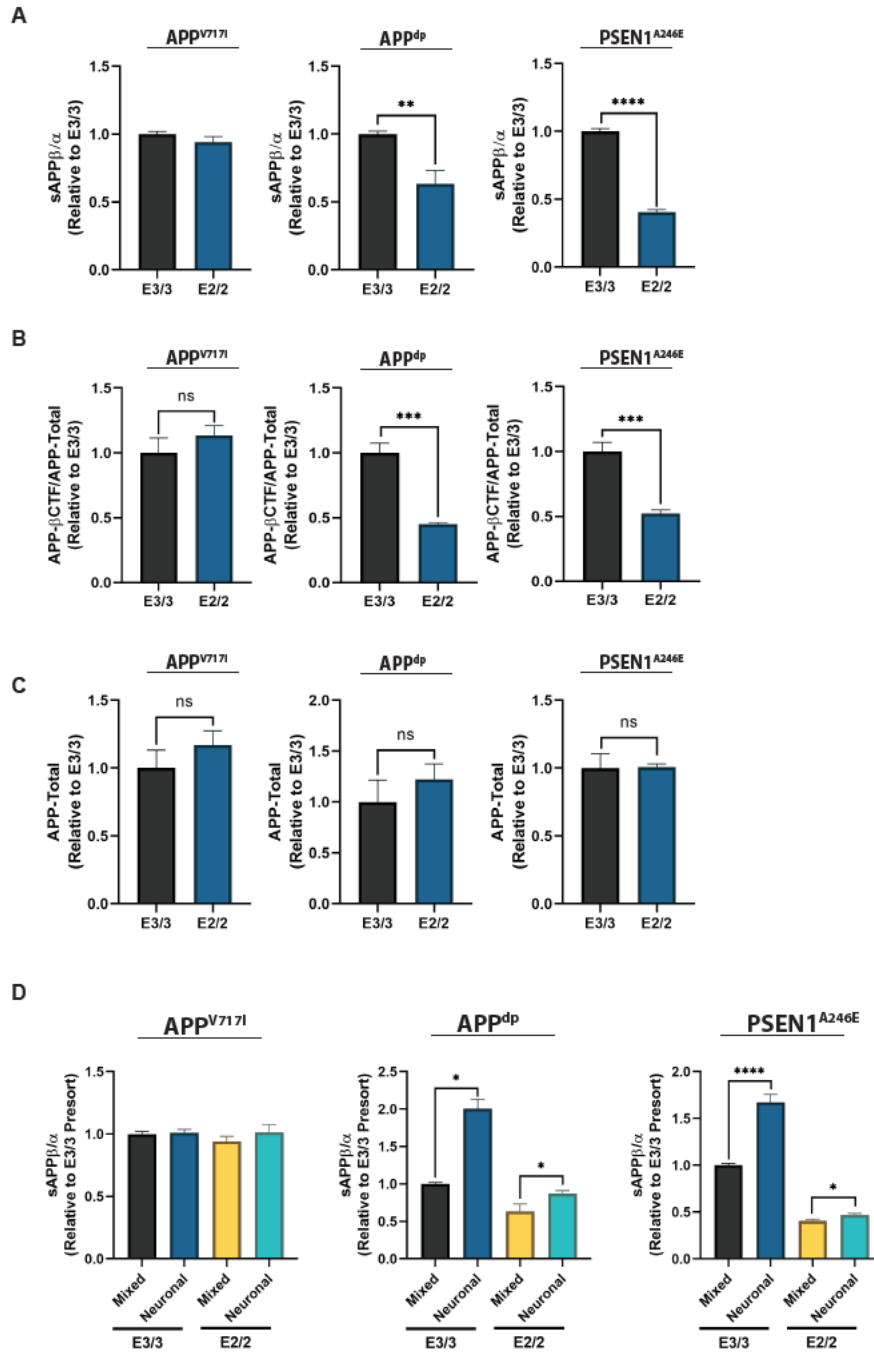 A
APPV717I
APPdp
PSEN1A246E
sAPPβ/α
(Relative to E3/3)
1.5
1.0
0.5
0.0
E3/3
E2/2
sAPPβ/α
(Relative to E3/3)
1.5
1.0
0.5
0.0
**
E3/3
E2/2
sAPPβ/α
(Relative to E3/3)
1.5
1.0
0.5
0.0
****
E3/3
E2/2
B
APPV717I
APPdp
PSEN1A246E
APP-βCTF/APP-Total
(Relative to E3/3)
1.5
1.0
0.5
0.0
ns
E3/3
E2/2
APP-βCTF/APP-Total
(Relative to E3/3)
1.5
1.0
0.5
0.0
***
E3/3
E2/2
APP-βCTF/APP-Total
(Relative to E3/3)
1.5
1.0
0.5
0.0
***
E3/3
E2/2
C
APPV717I
APPdp
PSEN1A246E
APP-Total
(Relative to E3/3)
1.5
1.0
0.5
0.0
ns
E3/3
E2/2
APP-Total
(Relative to E3/3)
2.0
1.5
1.0
0.5
0.0
ns
E3/3
E2/2
APP-Total
(Relative to E3/3)
1.5
1.0
0.5
0.0
ns
E3/3
E2/2
D
APPV717I
APPdp
PSEN1A246E
sAPPβ/α
(Relative to E3/3 Presort)
1.5
1.0
0.5
0.0
Mixed
Neuronal
Mixed
Neuronal
E3/3
E2/2
sAPPβ/α
(Relative to E3/3 Presort)
2.5
2.0
1.5
1.0
0.5
0.0
*
*
Mixed
Neuronal
Mixed
Neuronal
E3/3
E2/2
sAPPβ/α
(Relative to E3/3 Presort)
2.0
1.5
1.0
0.5
0.0
****
*
Mixed
Neuronal
Mixed
Neuronal
E3/3
E2/2